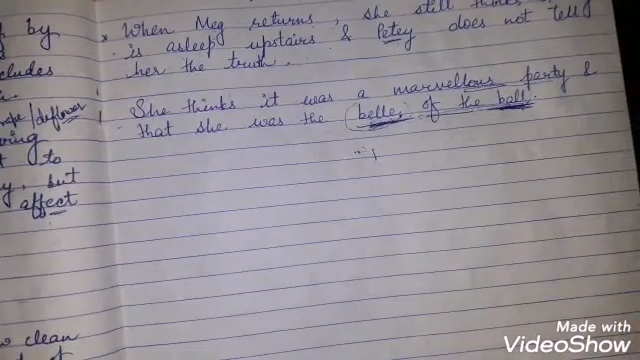 by
cludes
/deflower
uring
to
y, but
affect
clean
* When Meg returns, she still thinks
is asleep upstairs & Petey does not tell
her the truth.
She thinks it was a marvellous party &
that she was the belle of the ball.
Made with
VideoShow